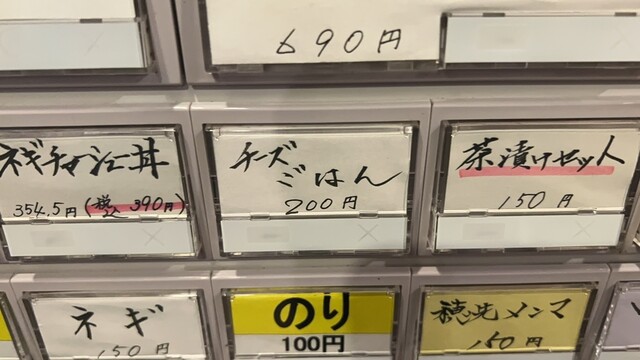 690円
ネギチャーシュー丼
354.5円(税込 390円)
チーズ
ごはん
200円
茶漬けセット
150円
ネギ
150円
のり
100円
穂先メンマ
150円